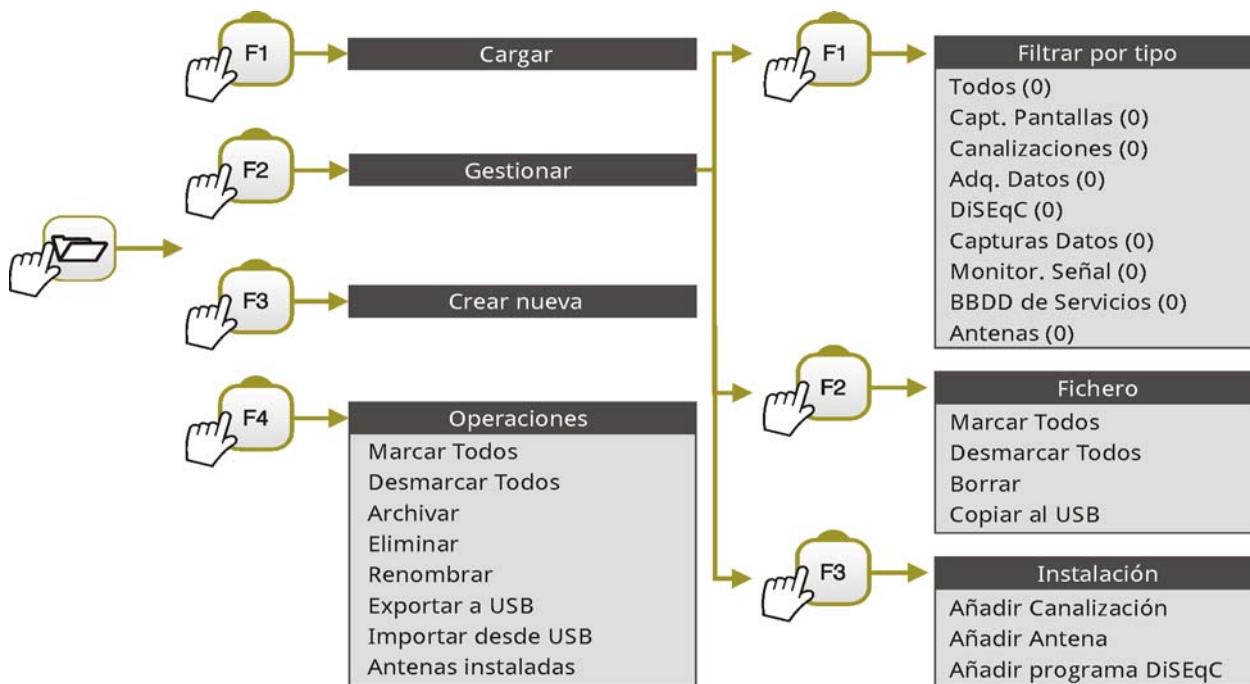 F1
Cargar
F2
Gestionar
F3
Crear nueva
F4
Operaciones
Marcar Todos
Desmarcar Todos
Archivar
Eliminar
Renombrar
Exportar a USB
Importar desde USB
Antenas instaladas
F1
Filtrar por tipo
Todos (0)
Capt. Pantallas (0)
Canalizaciones (0)
Adq. Datos (0)
DiSEqC (0)
Capturas Datos (0)
Monitor. Señal (0)
BBDD de Servicios (0)
Antenas (0)
F2
Fichero
Marcar Todos
Desmarcar Todos
Borrar
Copiar al USB
F3
Instalación
Añadir Canalización
Añadir Antena
Añadir programa DiSEqC